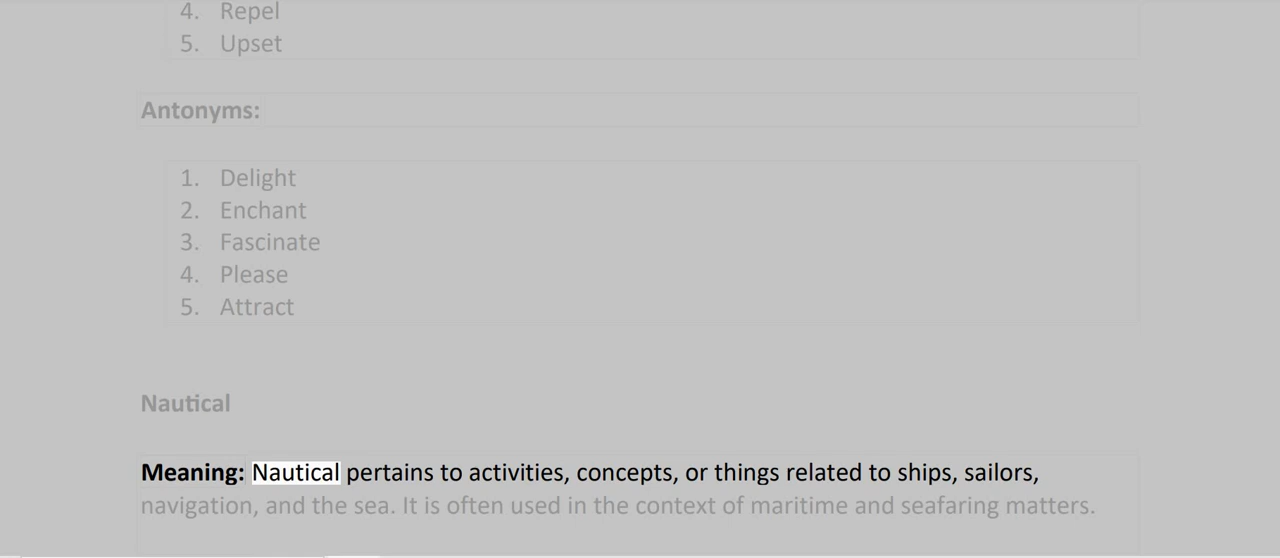 4. Repel
5. Upset
Antonyms:
1. Delight
2. Enchant
3. Fascinate
4. Please
5. Attract
Nautical
Meaning: Nautical pertains to activities, concepts, or things related to ships, sailors,
navigation, and the sea. It is often used in the context of maritime and seafaring matters.